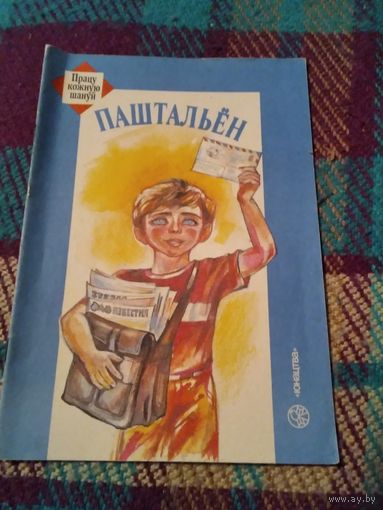 Працу
кожную
шануй
ПАШТАЛЬЁН
ИЗВЕСТИЯ
«Юнацтва»
www.ay.by